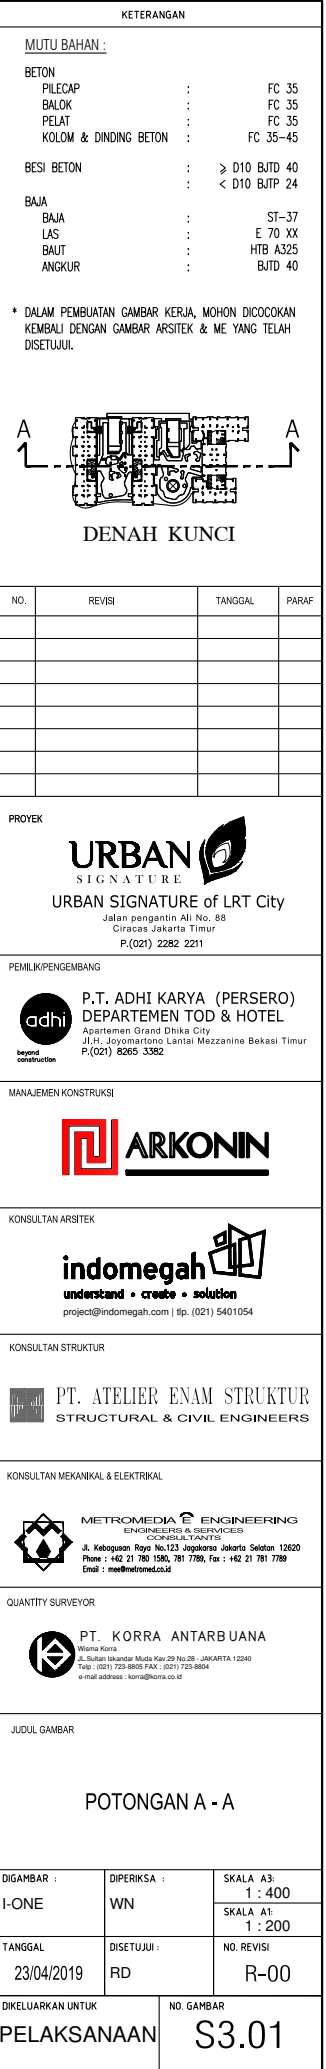 KETERANGAN
MUTU BAHAN :
BETON
PILECAP : FC 35
BALOK : FC 35
PELAT : FC 35
KOLOM & DINDING BETON : FC 35-45
BESI BETON : ⩾ D10 BJTD 40
: < D10 BJTP 24
BAJA
BAJA : ST-37
LAS : E 70 XX
BAUT : HTB A325
ANGKUR : BJTD 40
* DALAM PEMBUATAN GAMBAR KERJA, MOHON DICOCOKAN
KEMBALI DENGAN GAMBAR ARSITEK & ME YANG TELAH
DISETUJUI.
A A
DENAH KUNCI
NO. REVISI TANGGAL PARAF
PROYEK
URBAN
SIGNATURE
URBAN SIGNATURE of LRT City
Jalan pengantin Ali No. 88
Ciracas Jakarta Timur
P.(021) 2282 2211
PEMILIK/PENGEMBANG
adhi
beyond
construction
P.T. ADHI KARYA (PERSERO)
DEPARTEMEN TOD & HOTEL
Apartemen Grand Dhika City
Jl.H. Joyomartono Lantai Mezzanine Bekasi Timur
P.(021) 8265 3382
MANAJEMEN KONSTRUKSI
ARKONIN
KONSULTAN ARSITEK
indomegah
understand • create • solution
project@indomegah.com | tlp. (021) 5401054
KONSULTAN STRUKTUR
PT. ATELIER ENAM STRUKTUR
STRUCTURAL & CIVIL ENGINEERS
KONSULTAN MEKANIKAL & ELEKTRIKAL
METROMEDIA E ENGINEERING
ENGINEERS & SERVICES
CONSULTANTS
Jl. Kebagusan Raya No.123 Jagakarsa Jakarta Selatan 12620
Phone : +62 21 780 1580, 781 7789, Fax : +62 21 781 7789
Email : mee@metromed.co.id
QUANTITY SURVEYOR
PT. KORRA ANTARBUANA
Wisma Korra
JL.Sultan Iskandar Muda Kav.29 No.28 - JAKARTA 12240
Telp : (021) 723-8805 FAX : (021) 723-8804
e-mail address : korra@korra.co.id
JUDUL GAMBAR
POTONGAN A - A
DIGAMBAR : DIPERIKSA : SKALA A3:
I-ONE WN 1 : 400
SKALA A1:
1 : 200
TANGGAL DISETUJUI : NO. REVISI
23/04/2019 RD R-00
DIKELUARKAN UNTUK NO. GAMBAR
PELAKSANAAN S3.01